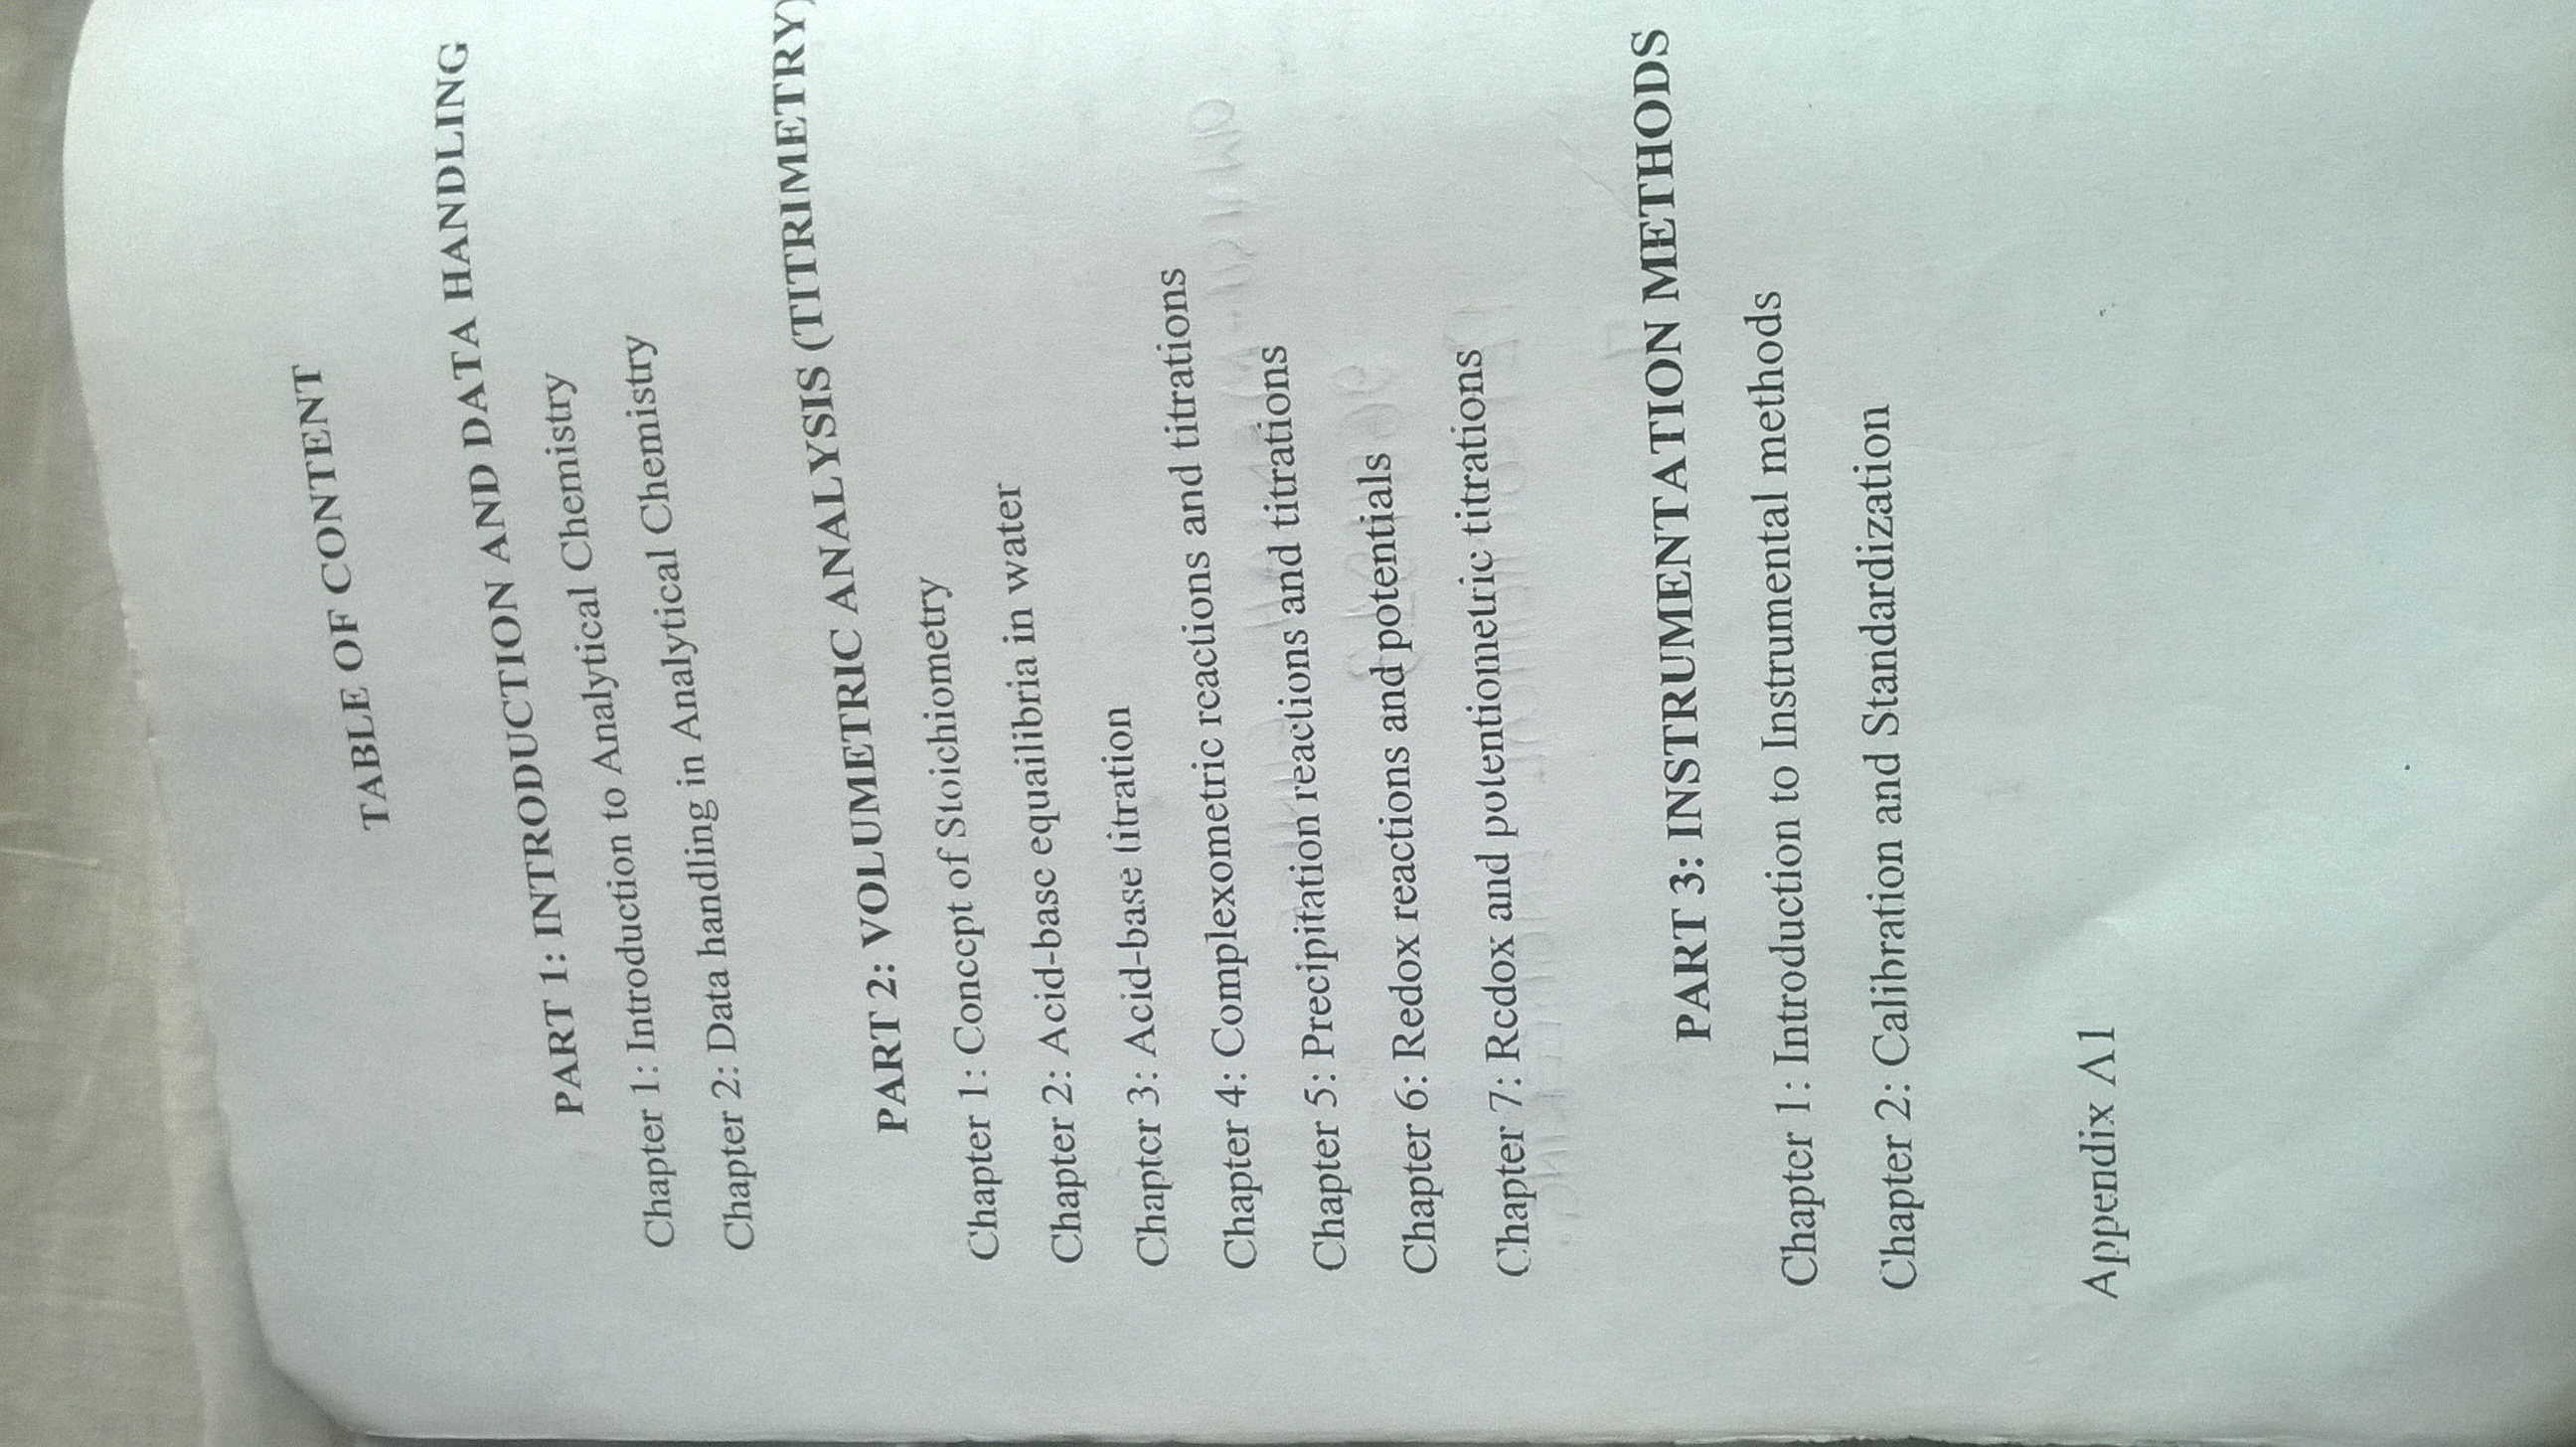 TABLE OF CONTENT
PART 1: INTRODUCTION AND DATA HANDLING
Chapter 1: Introduction to Analytical Chemistry
Chapter 2: Data handling in Analytical Chemistry
PART 2: VOLUMETRIC ANALYSIS (TITRIMETRY)
Chapter 1: Concept of Stoichiometry
Chapter 2: Acid-base equailibria in water
Chapter 3: Acid-base titration
Chapter 4: Complexometric reactions and titrations
Chapter 5: Precipitation reactions and titrations
Chapter 6: Redox reactions and potentials
Chapter 7: Redox and potentiometric titrations
PART 3: INSTRUMENTATION METHODS
Chapter 1: Introduction to Instrumental methods
Chapter 2: Calibration and Standardization
Appendix A1